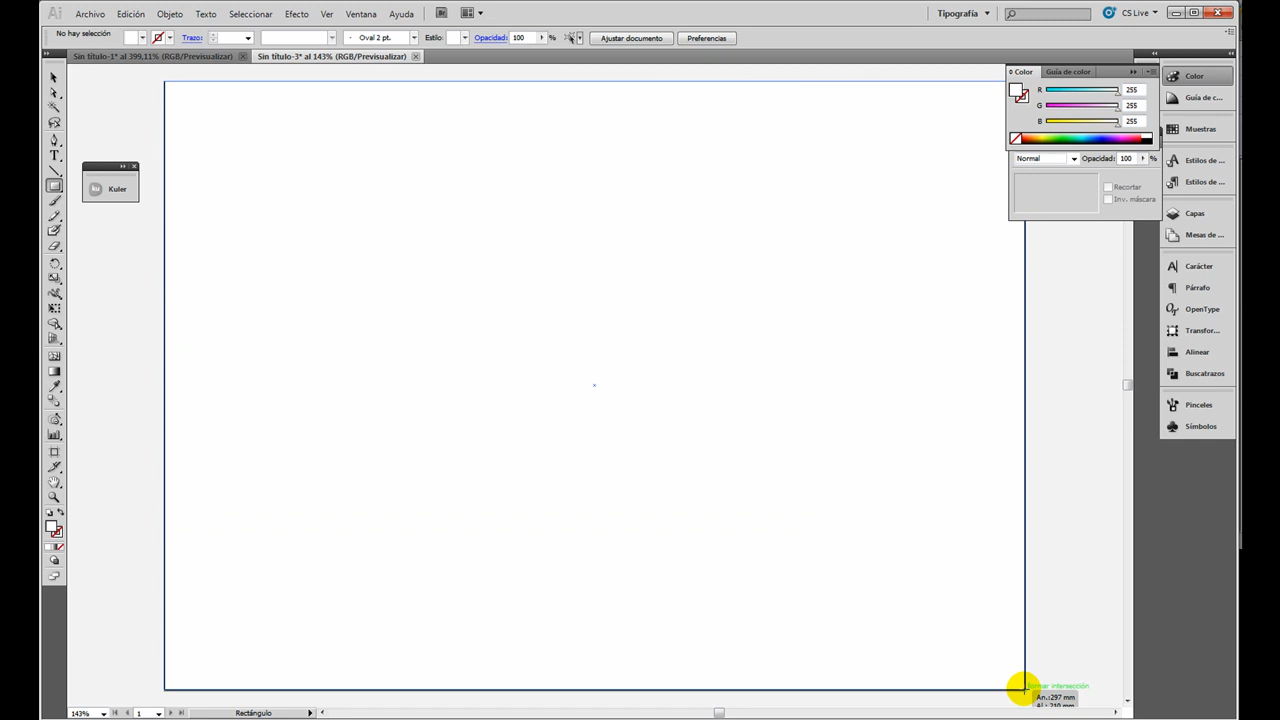 Ai Archivo Edición Objeto Texto Seleccionar Efecto Ver Ventana Ayuda Br Tipografía CS Live
No hay selección Trazo: Oval 2 pt. Estilo: Opacidad: 100 % Ajustar documento Preferencias
Sin título-1* al 399,11% (RGB/Previsualizar) Sin título-3* al 143% (RGB/Previsualizar)
Color Guía de color
R 255
G 255
B 255
Normal Opacidad: 100 %
Recortar
Inv. máscara
ku Kuler
Color
Guía de c...
Muestras
Estilos de ...
Estilos de ...
Capas
Mesas de ...
Carácter
Párrafo
OpenType
Transfor...
Alinear
Buscatrazos
Pinceles
Símbolos
intersección
An.:297 mm
Al.: 210 mm
143% 1 Rectángulo